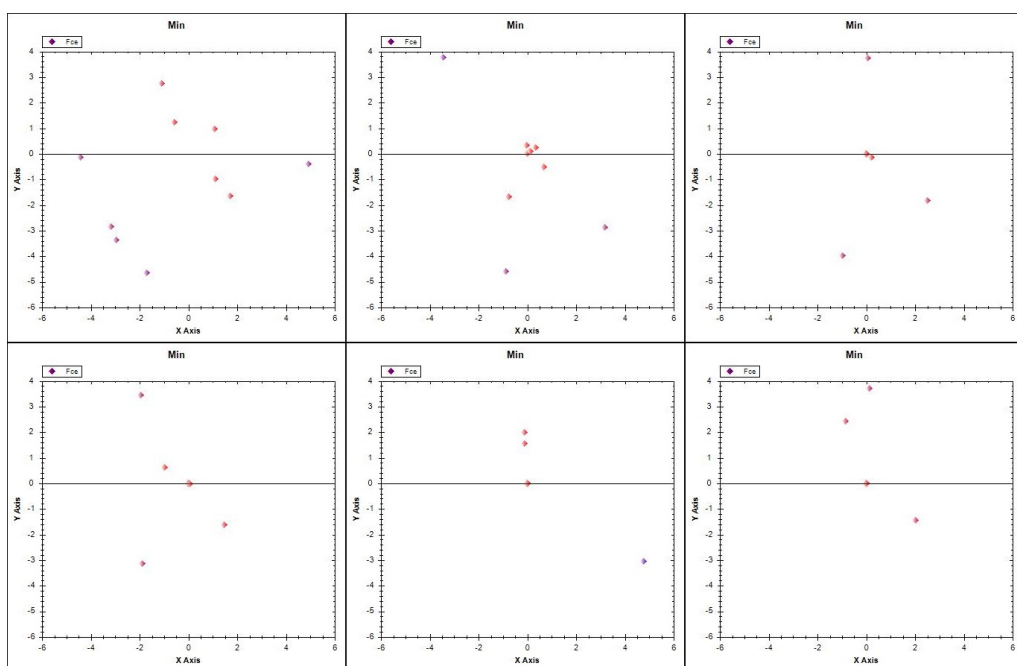 Min Min Min
Fce Fce Fce
4 4 4
3 3 3
2 2 2
1 1 1
0 0 0
-1 -1 -1
-2 -2 -2
-3 -3 -3
-4 -4 -4
-5 -5 -5
-6 -6 -6
Y Axis Y Axis Y Axis
-6 -4 -2 0 2 4 6 -6 -4 -2 0 2 4 6 -6 -4 -2 0 2 4 6
X Axis X Axis X Axis
Min Min Min
Fce Fce Fce
4 4 4
3 3 3
2 2 2
1 1 1
0 0 0
-1 -1 -1
-2 -2 -2
-3 -3 -3
-4 -4 -4
-5 -5 -5
-6 -6 -6
Y Axis Y Axis Y Axis
-6 -4 -2 0 2 4 6 -6 -4 -2 0 2 4 6 -6 -4 -2 0 2 4 6
X Axis X Axis X Axis